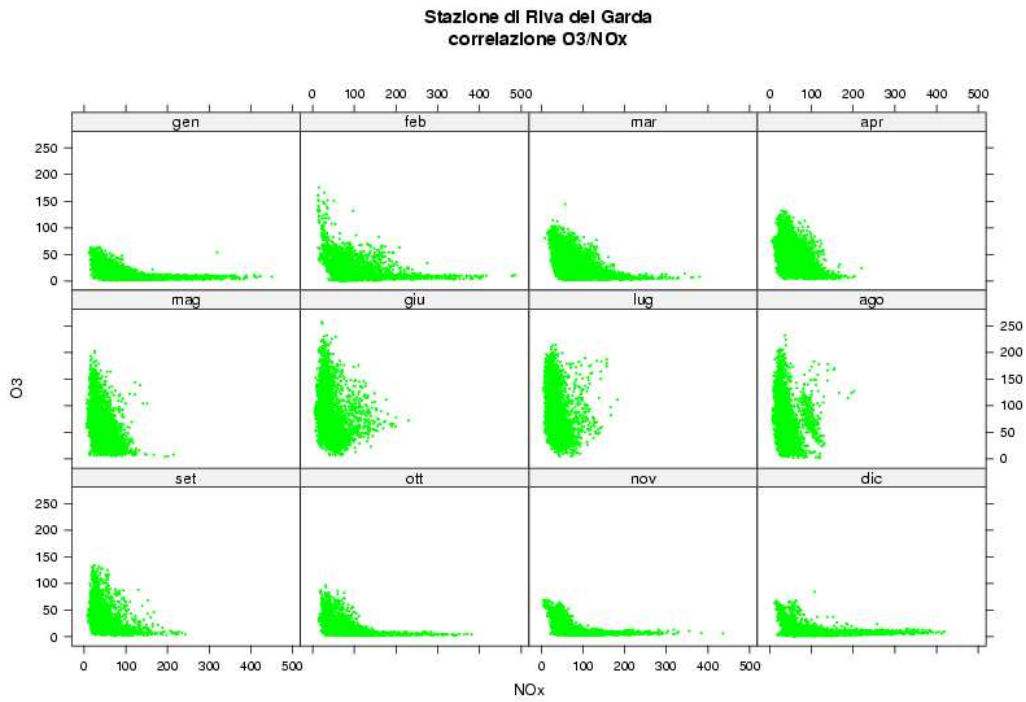 Stazione di Riva del Garda
correlazione O3/NOx
0 100 200 300 400 500 0 100 200 300 400 500
gen feb mar apr
250
200
150
100
50
0
mag giu lug ago
250
200
150
100
50
0
O3
set ott nov dic
250
200
150
100
50
0
0 100 200 300 400 500 0 100 200 300 400 500
NOx